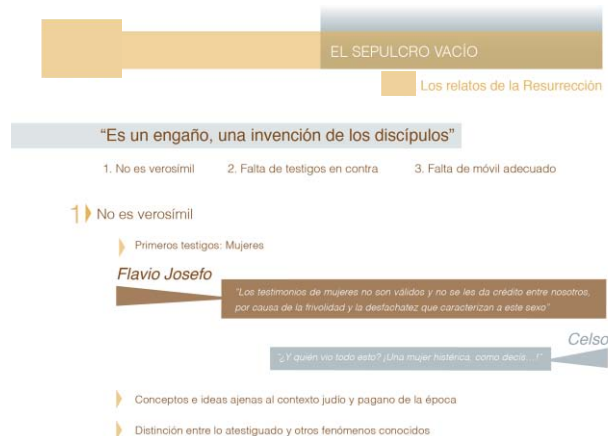 EL SEPULCRO VACÍO
Los relatos de la Resurrección
“Es un engaño, una invención de los discípulos”
1. No es verosímil 2. Falta de testigos en contra 3. Falta de móvil adecuado
1 No es verosímil
Primeros testigos: Mujeres
Flavio Josefo
“Los testimonios de mujeres no son válidos y no se les da crédito entre nosotros,
por causa de la frivolidad y la desfachatez que caracterizan a este sexo”
Celso
“¿Y quién vio todo esto? ¡Una mujer histérica, como decís...!”
Conceptos e ideas ajenas al contexto judío y pagano de la época
Distinción entre lo atestiguado y otros fenómenos conocidos